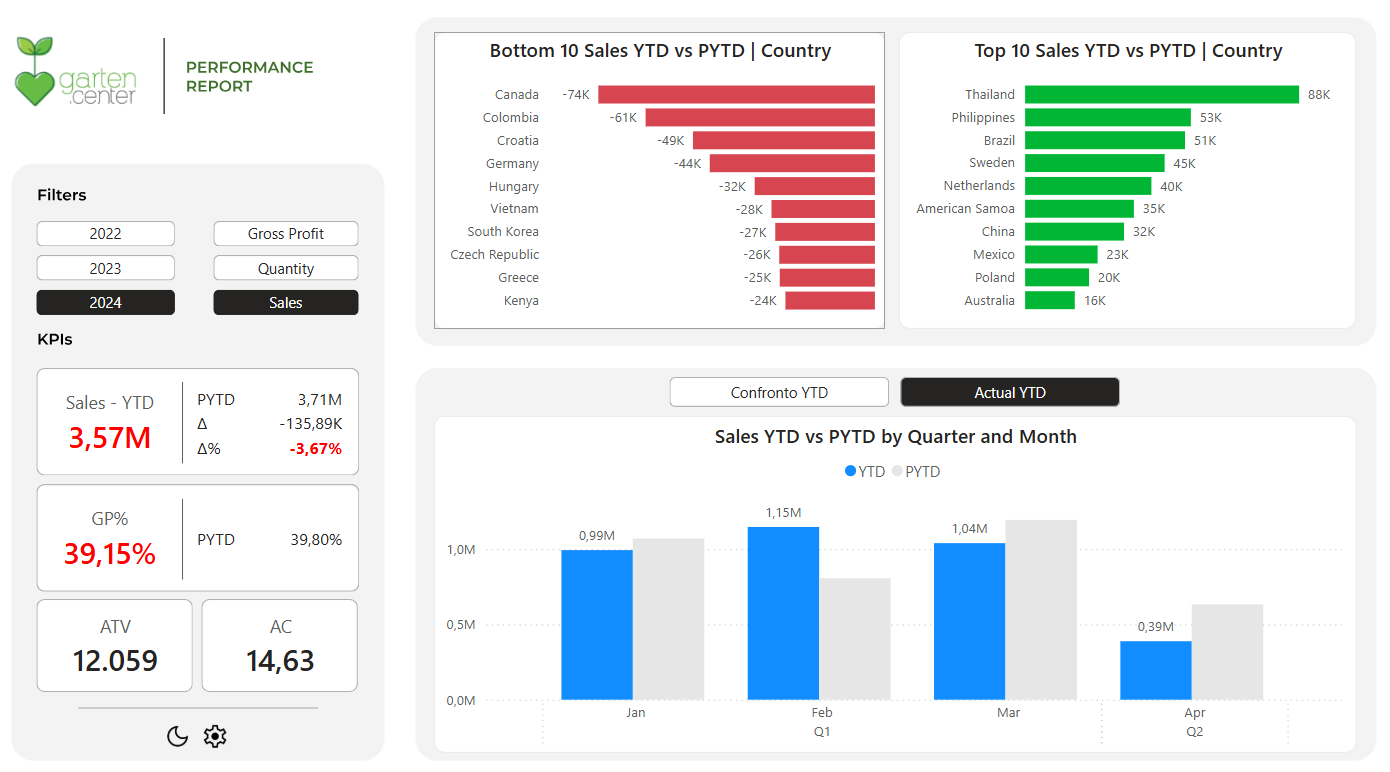 garten
.center
PERFORMANCE
REPORT
Filters
2022
Gross Profit
2023
Quantity
2024
Sales
KPIs
Sales - YTD
3,57M
PYTD 3,71M
Δ -135,89K
Δ% -3,67%
GP%
39,15%
PYTD 39,80%
ATV
12.059
AC
14,63
Bottom 10 Sales YTD vs PYTD | Country
Canada -74K
Colombia -61K
Croatia -49K
Germany -44K
Hungary -32K
Vietnam -28K
South Korea -27K
Czech Republic -26K
Greece -25K
Kenya -24K
Top 10 Sales YTD vs PYTD | Country
Thailand 88K
Philippines 53K
Brazil 51K
Sweden 45K
Netherlands 40K
American Samoa 35K
China 32K
Mexico 23K
Poland 20K
Australia 16K
Confronto YTD
Actual YTD
Sales YTD vs PYTD by Quarter and Month
YTD PYTD
1,0M
0,5M
0,0M
0,99M
1,15M
1,04M
0,39M
Jan
Feb
Mar
Apr
Q1
Q2